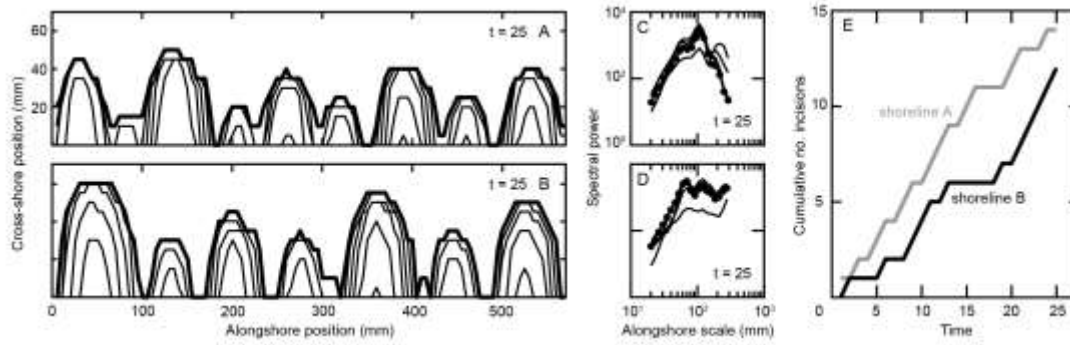 60
40
20
Cross-shore position (mm)
t = 25 A
t = 25
B
0 100 200 300 400 500
Alongshore position (mm)
C
10²
10⁰
t = 25
Spectral power
D
t = 25
10¹ 10² 10³
Alongshore scale (mm)
15
10
5
Cumulative no. incisions
E
shoreline A
shoreline B
0 5 10 15 20 25
Time